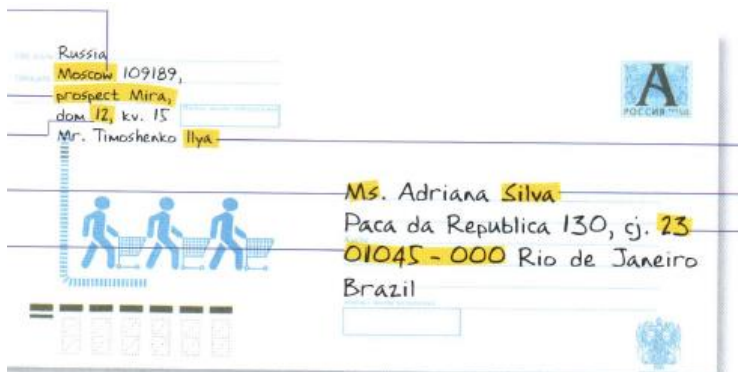 Russia
Moscow 109189,
prospect Mira,
dom 12, kv. 15
Mr. Timoshenko Ilya
A
РОССИЯ
Ms. Adriana Silva
Paca da Republica 130, cj. 23
01045 - 000 Rio de Janeiro
Brazil